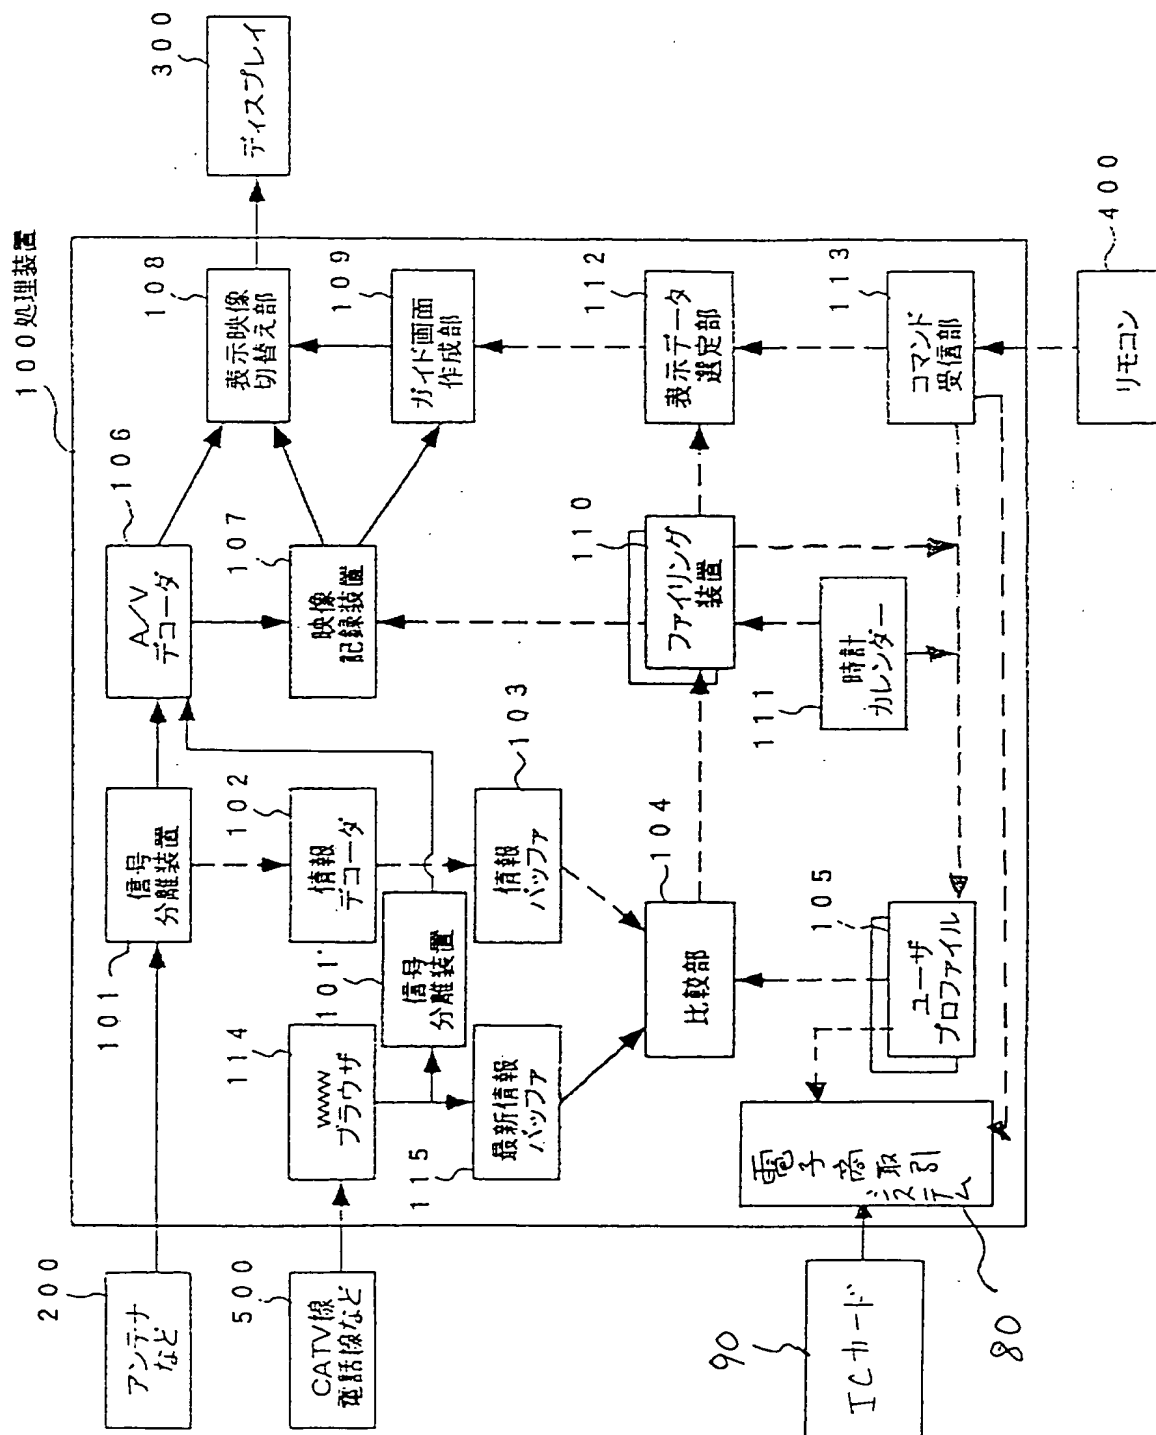 100処理装置
200
アンテナ
など
101
信号
分離装置
106
A/V
デコーダ
108
表示映像
切替え部
300
ディスプレイ
500
CATV線
電話線など
114
WWW
ブラウザ
102
情報
デコーダ
107
映像
記録装置
109
ガイド画面
作成部
101'
信号
分離装置
115
最新情報
バッファ
103
情報
バッファ
104
比較部
110
ファイリング
装置
112
表示データ
選定部
111
時計
カレンダー
105
ユーザ
プロファイル
113
コマンド
受信部
400
リモコン
電子商取引
システム
80
90
ICカード